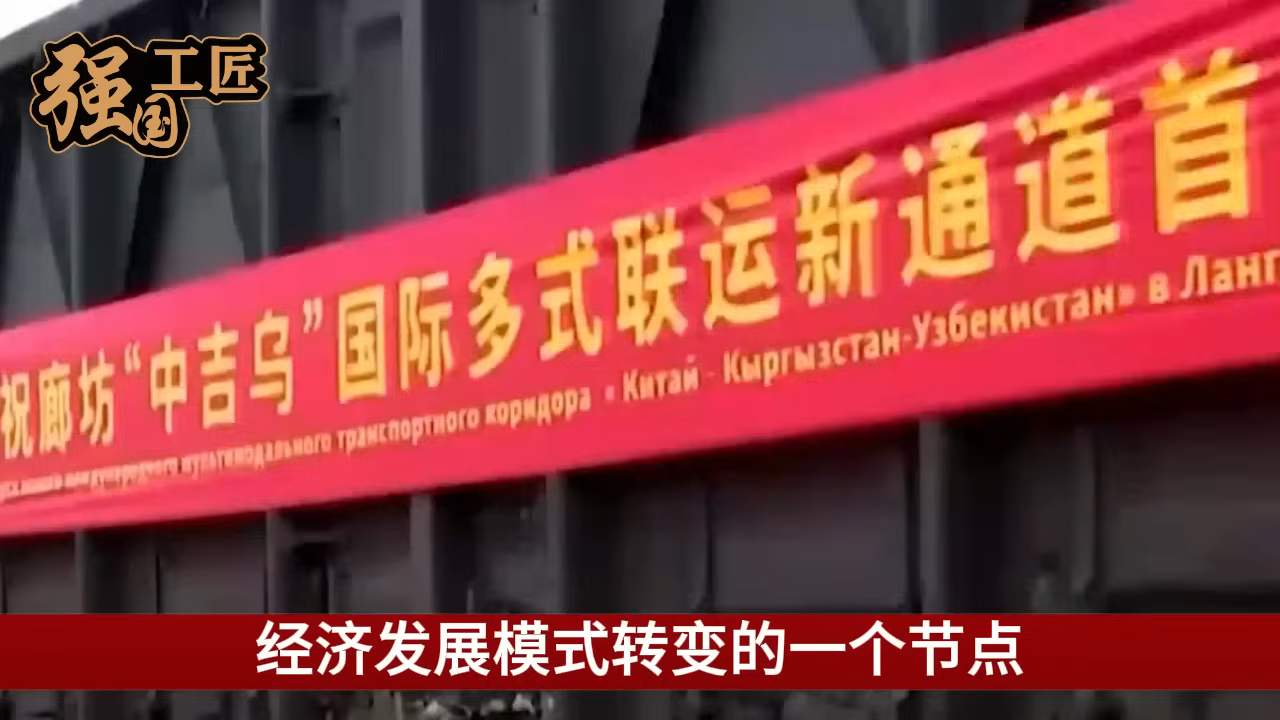 强国工匠
祝廊坊“中吉乌”国际多式联运新通道首
международного мультимодального транспортного коридора « Китай - Кыргызстан-Узбекистан» в Ланг
经济发展模式转变的一个节点